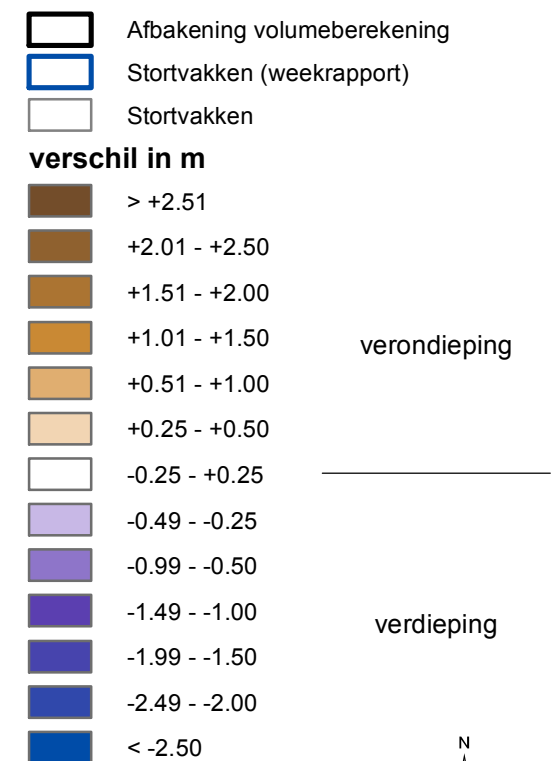 Afbakening volumeberekening
Stortvakken (weekrapport)
Stortvakken
verschil in m
> +2.51
+2.01 - +2.50
+1.51 - +2.00
+1.01 - +1.50
verondieping
+0.51 - +1.00
+0.25 - +0.50
-0.25 - +0.25
-0.49 - -0.25
-0.99 - -0.50
-1.49 - -1.00
verdieping
-1.99 - -1.50
-2.49 - -2.00
< -2.50
N